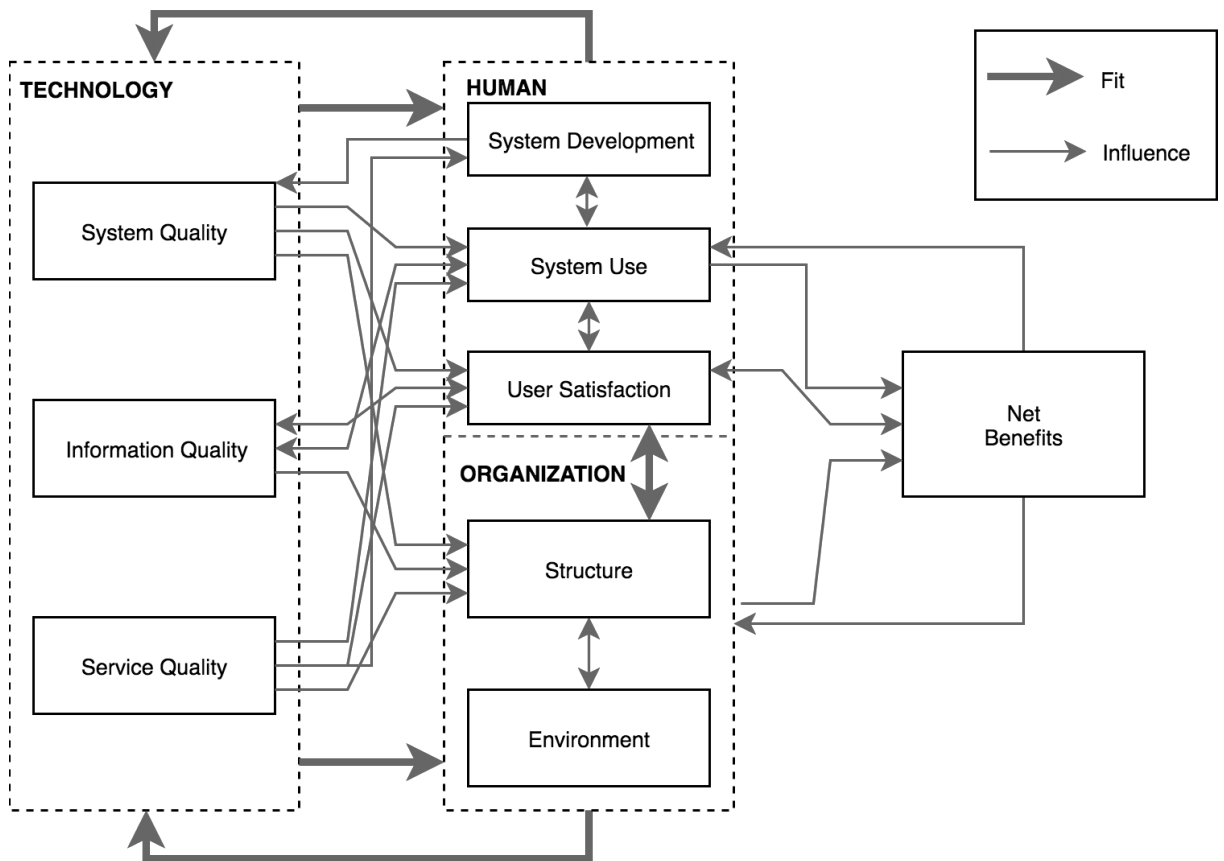 TECHNOLOGY
System Quality
Information Quality
Service Quality
HUMAN
System Development
System Use
User Satisfaction
ORGANIZATION
Structure
Environment
Net
Benefits
Fit
Influence